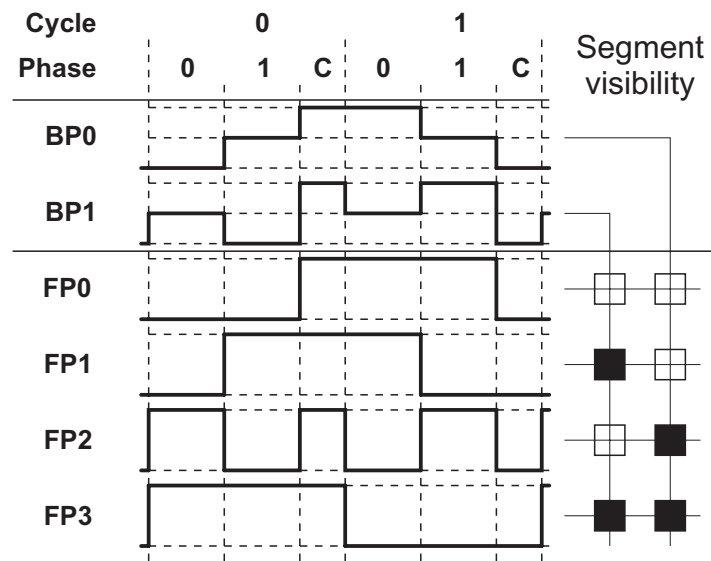 Cycle 0 1
Phase 0 1 C 0 1 C
Segment
visibility
BP0
BP1
FP0
FP1
FP2
FP3